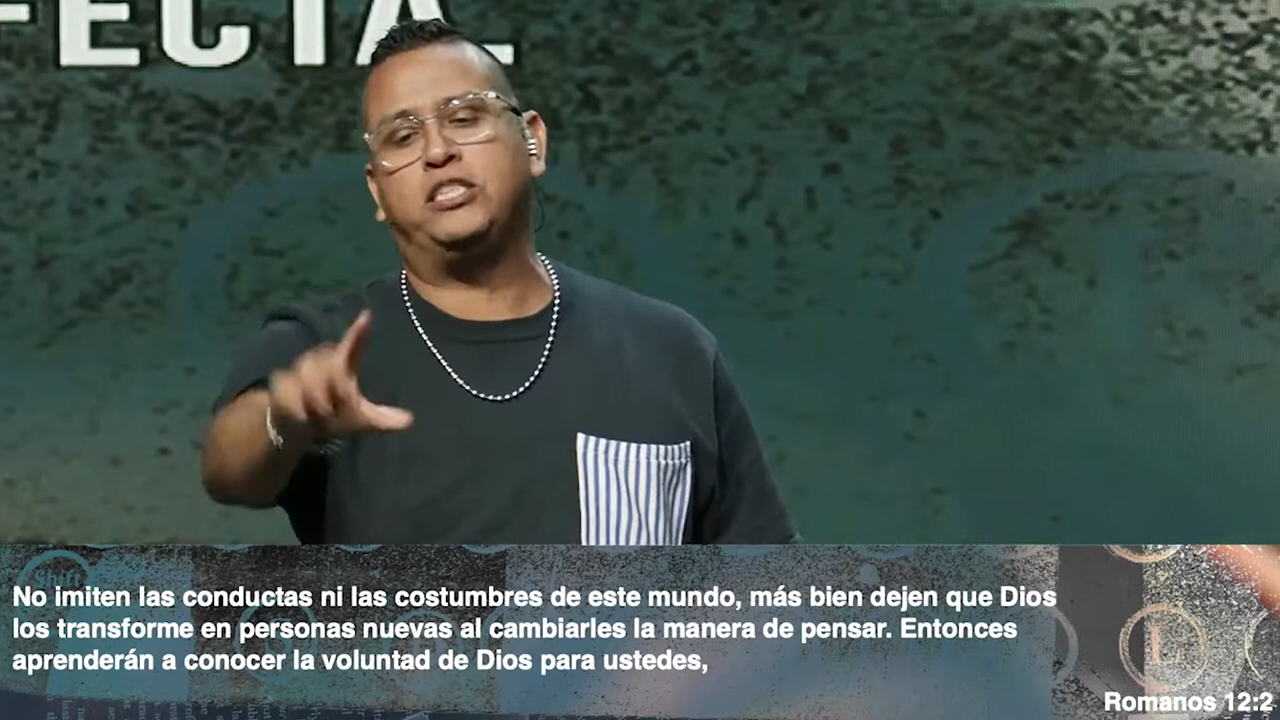 FECTA
Shift
No imiten las conductas ni las costumbres de este mundo, más bien dejen que Dios
los transforme en personas nuevas al cambiarles la manera de pensar. Entonces
aprenderán a conocer la voluntad de Dios para ustedes,
L
Romanos 12:2